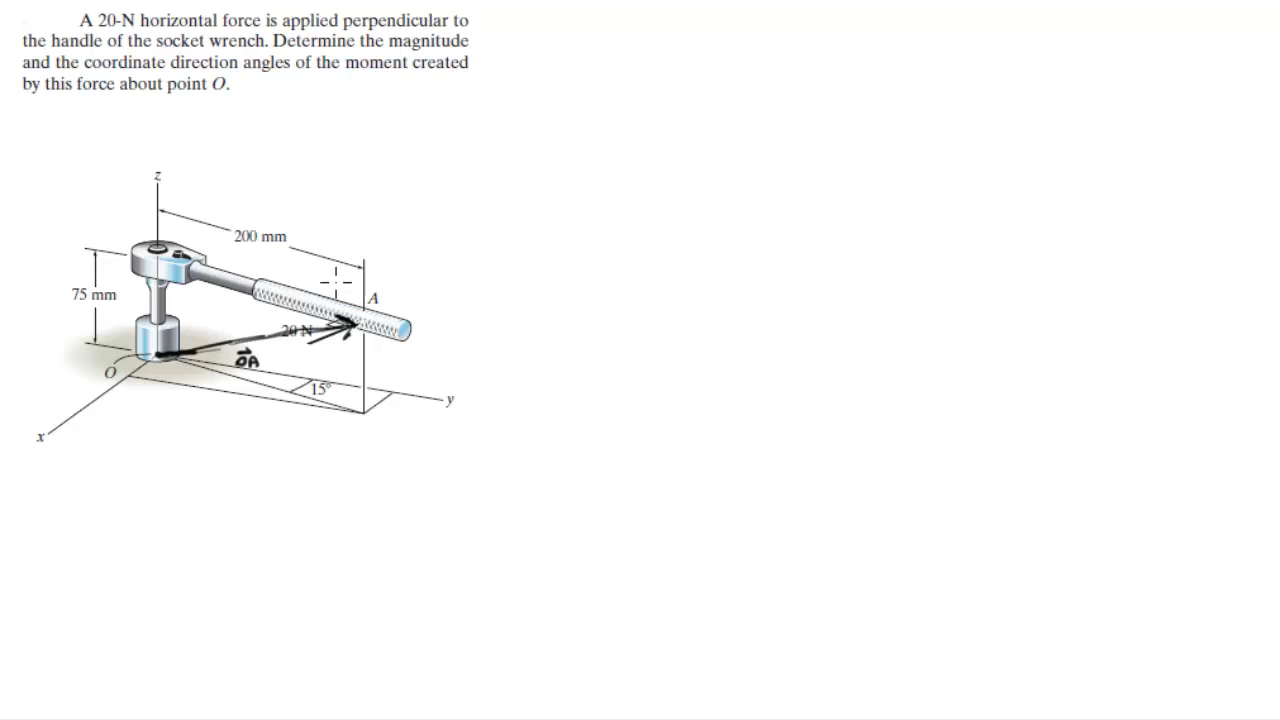 A 20-N horizontal force is applied perpendicular to
the handle of the socket wrench. Determine the magnitude
and the coordinate direction angles of the moment created
by this force about point O.
z
200 mm
75 mm
A
20 N
OA
O
15°
y
x